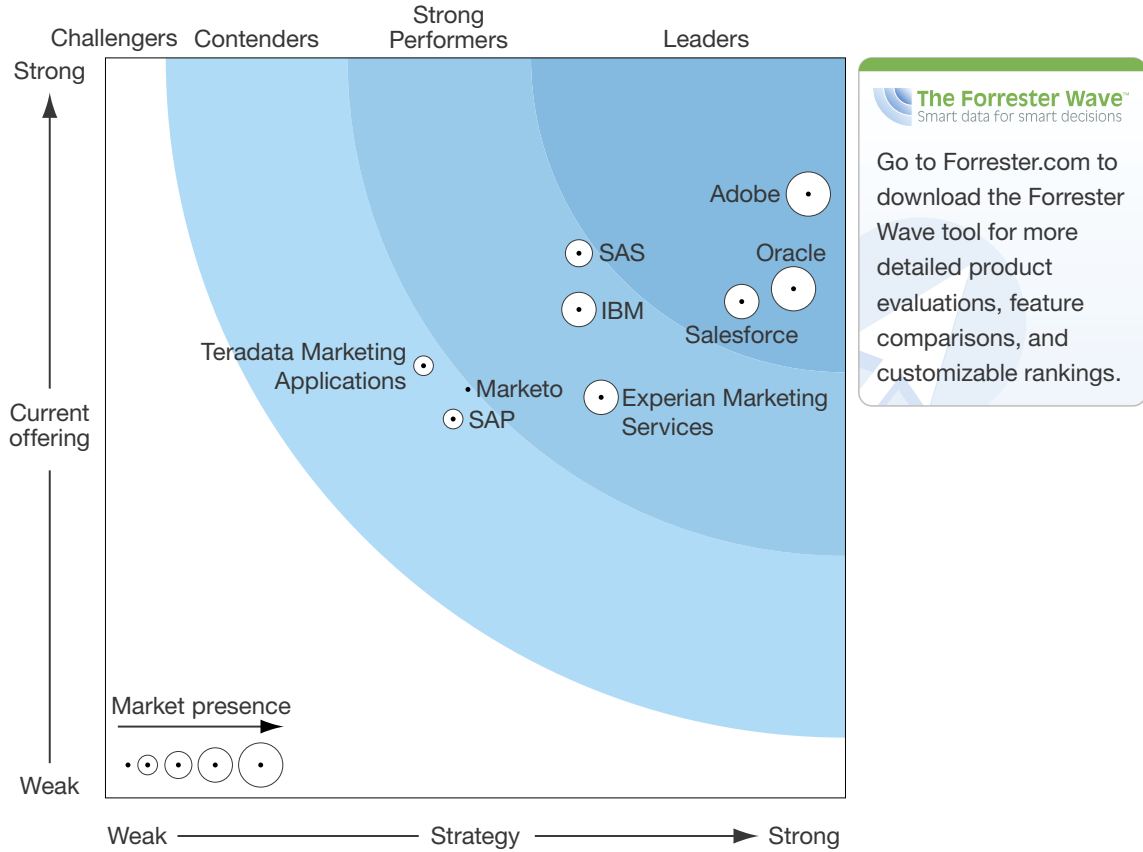 Challengers
Contenders
Strong
Performers
Leaders
Strong
The Forrester Wave™
Smart data for smart decisions
Go to Forrester.com to
download the Forrester
Wave tool for more
detailed product
evaluations, feature
comparisons, and
customizable rankings.
Adobe
SAS
Oracle
IBM
Salesforce
Teradata Marketing
Applications
Marketo
SAP
Experian Marketing
Services
Current
offering
Market presence
Weak
Weak
Strategy
Strong